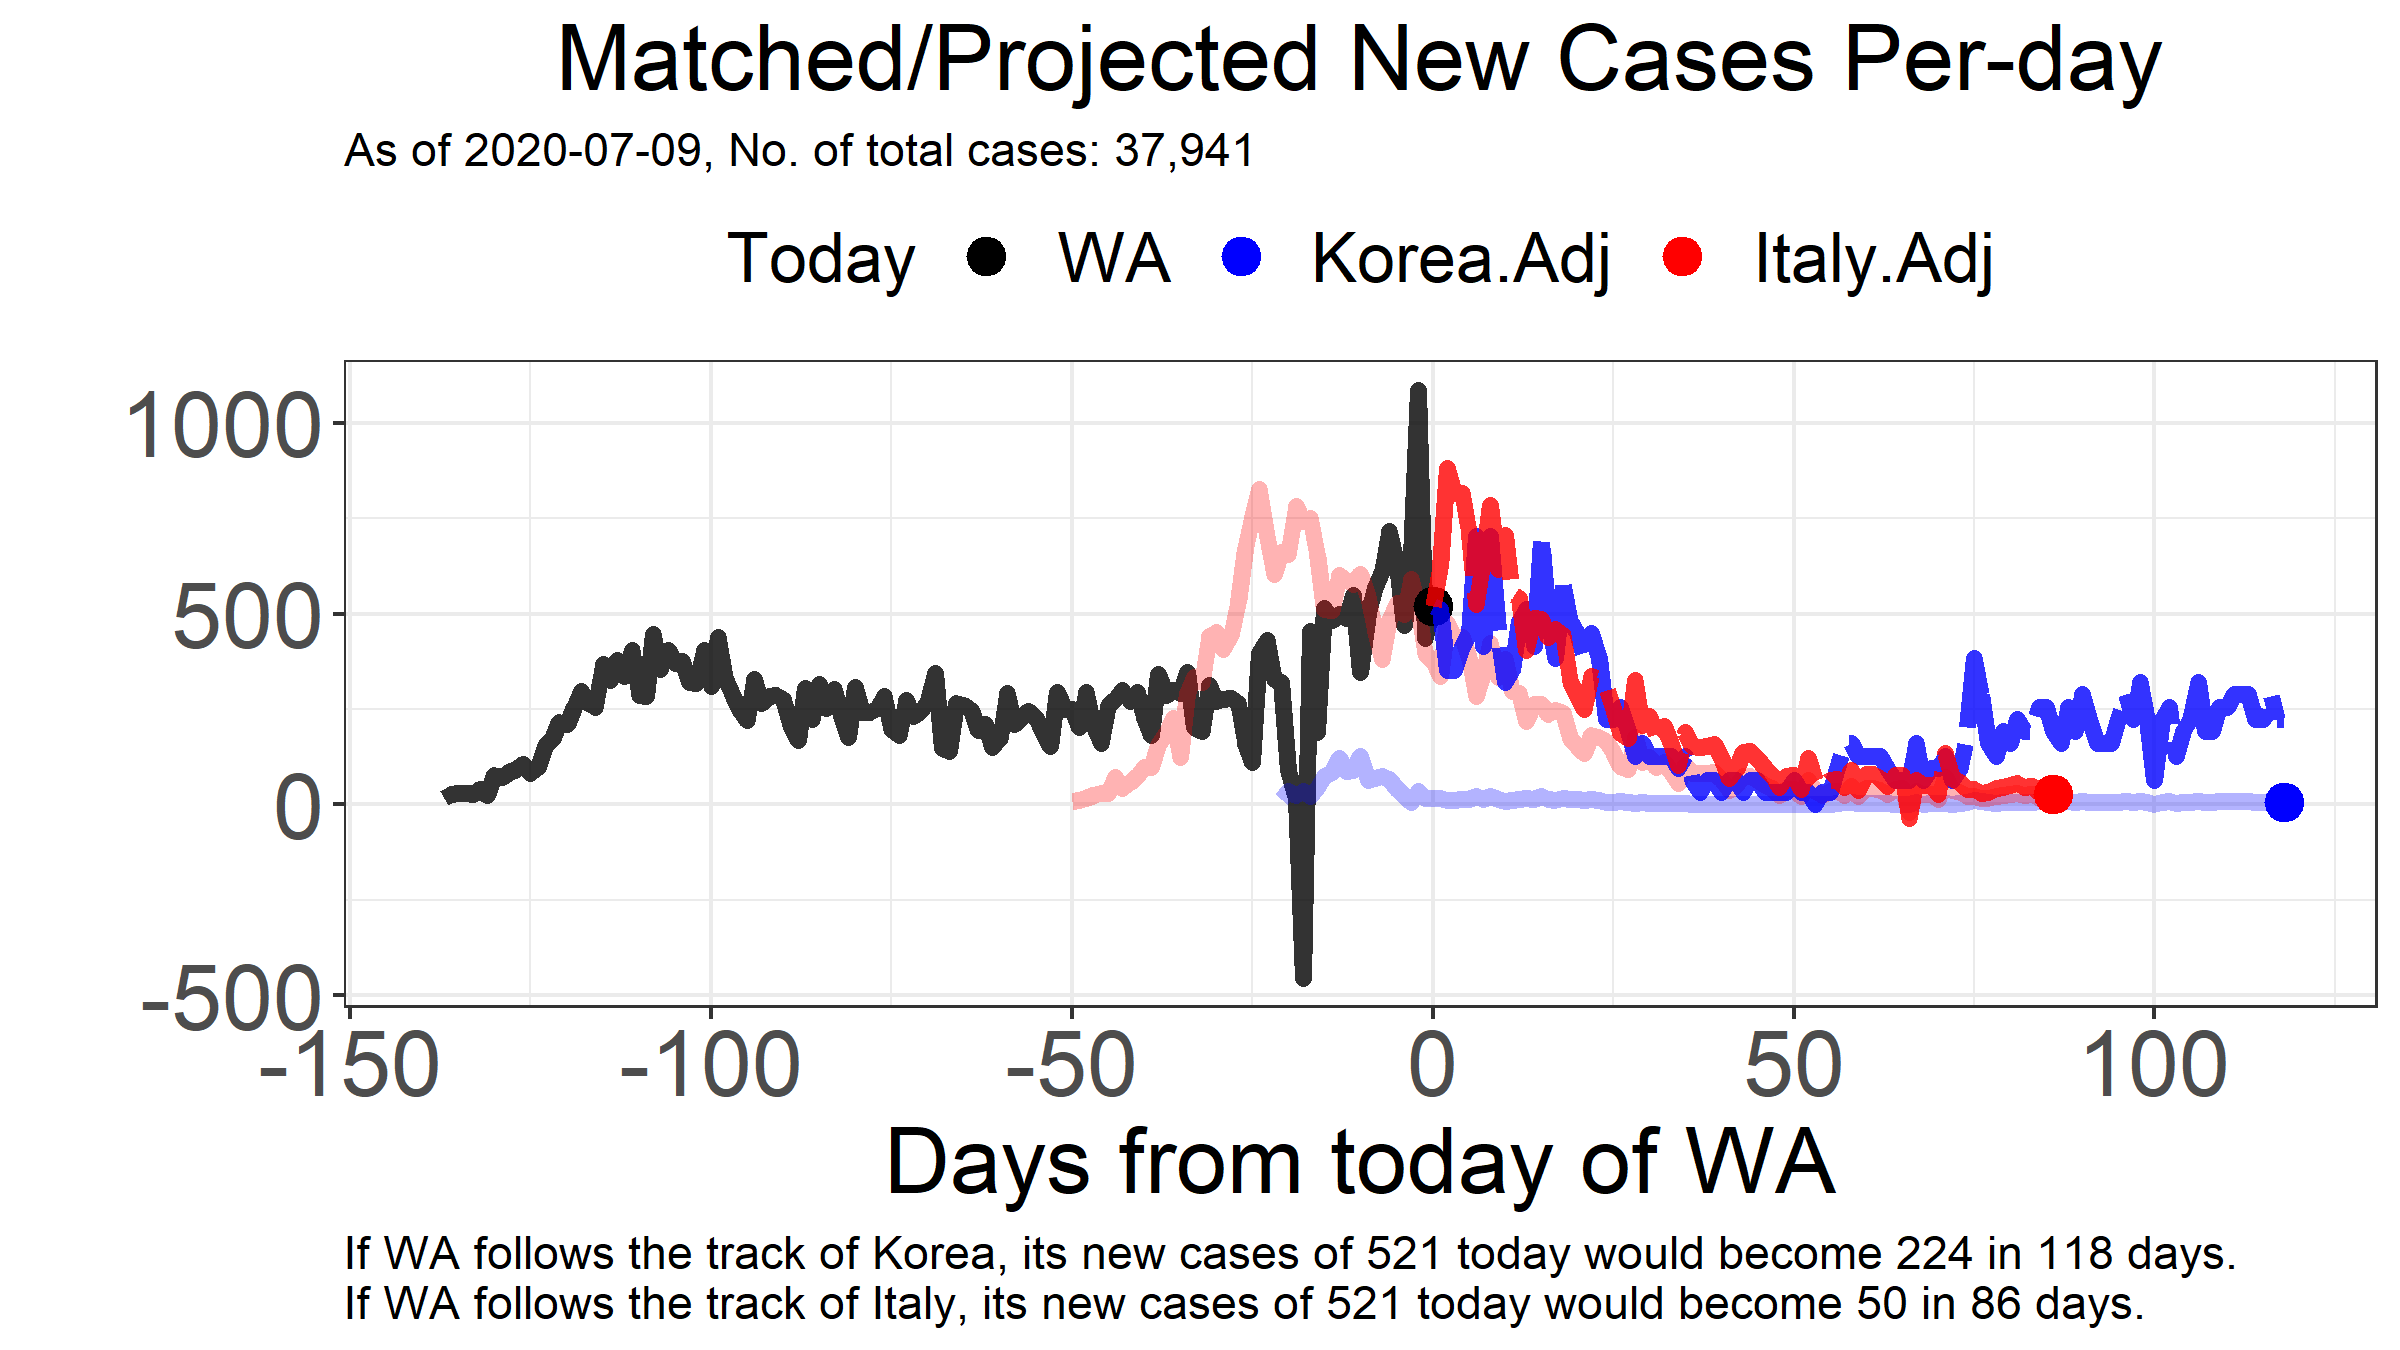 Matched/Projected New Cases Per-day
As of 2020-07-09, No. of total cases: 37,941
Today WA Korea.Adj Italy.Adj
1000
500
0
-500
-150 -100 -50 0 50 100
Days from today of WA
If WA follows the track of Korea, its new cases of 521 today would become 224 in 118 days.
If WA follows the track of Italy, its new cases of 521 today would become 50 in 86 days.